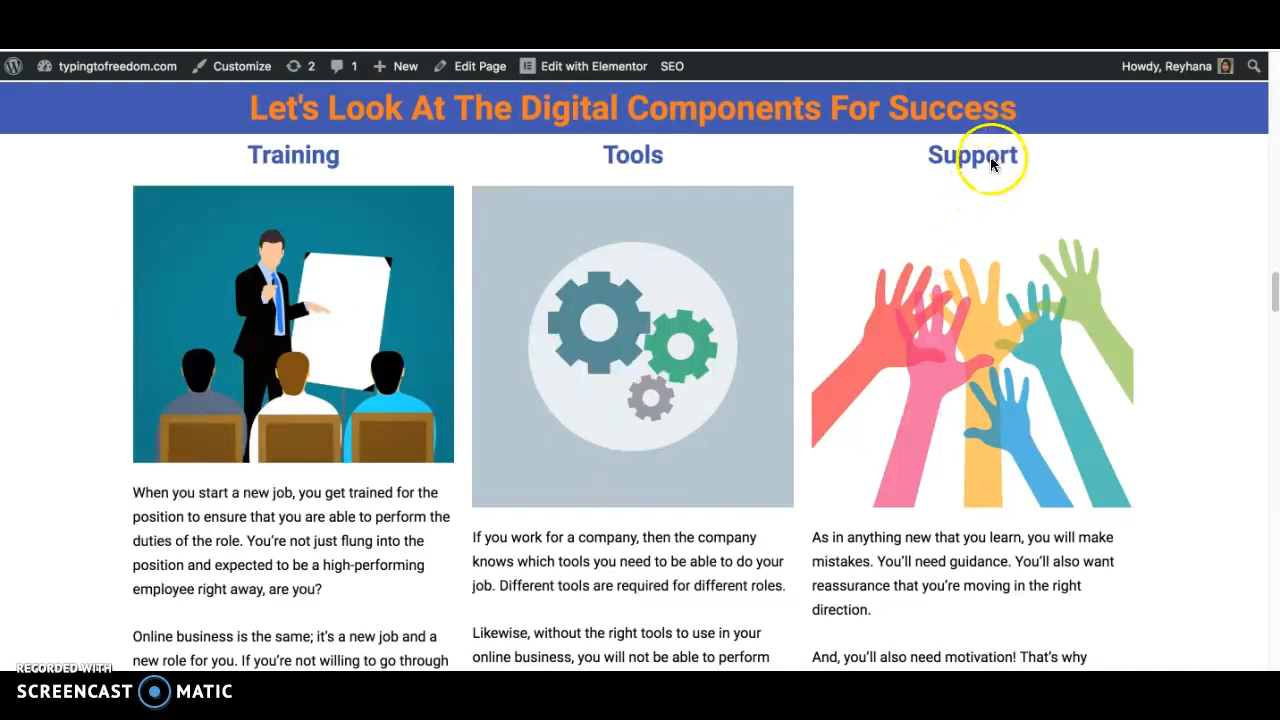 typingtofreedom.com Customize 2 1 New Edit Page Edit with Elementor SEO Howdy, Reyhana
Let's Look At The Digital Components For Success
Training
When you start a new job, you get trained for the
position to ensure that you are able to perform the
duties of the role. You're not just flung into the
position and expected to be a high-performing
employee right away, are you?
Online business is the same; it's a new job and a
new role for you. If you're not willing to go through
Tools
If you work for a company, then the company
knows which tools you need to be able to do your
job. Different tools are required for different roles.
Likewise, without the right tools to use in your
online business, you will not be able to perform
Support
As in anything new that you learn, you will make
mistakes. You'll need guidance. You'll also want
reassurance that you're moving in the right
direction.
And, you'll also need motivation! That's why
RECORDED WITH
SCREENCAST MATIC